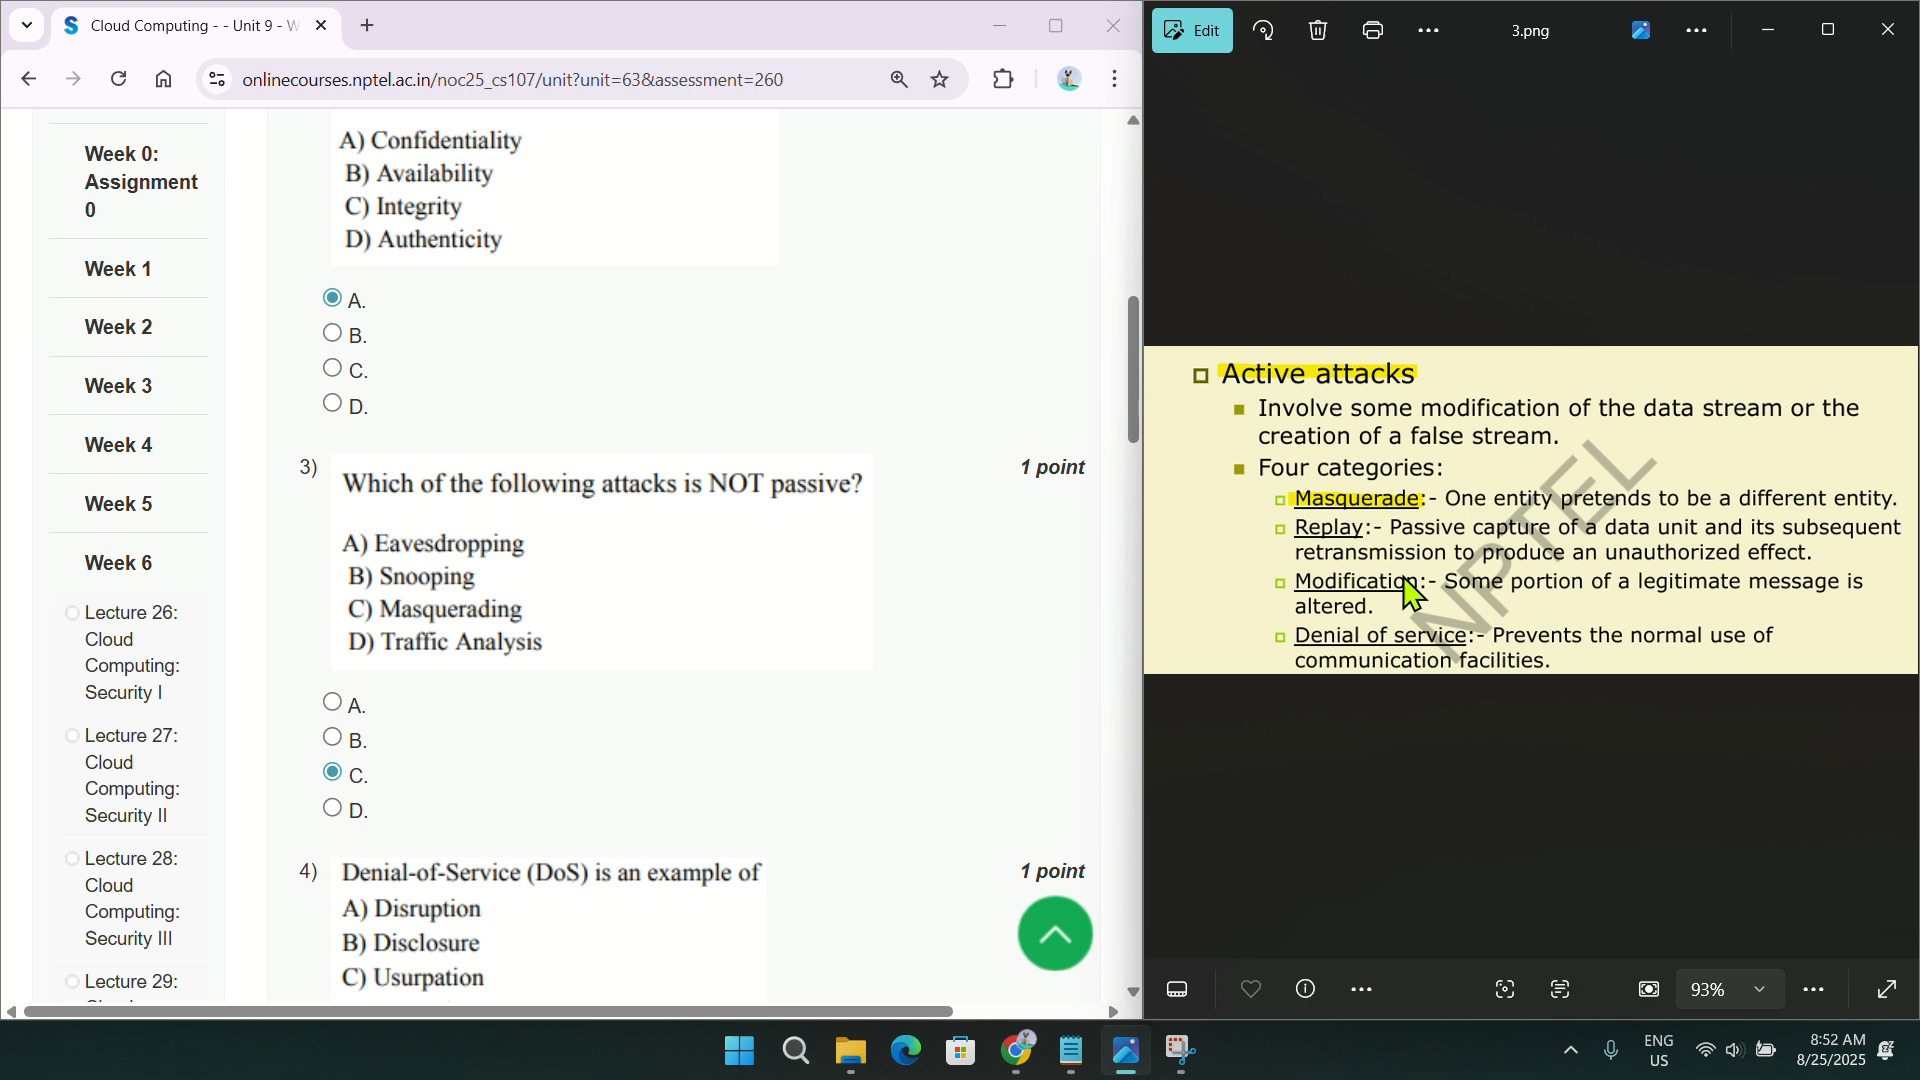 Cloud Computing - - Unit 9 - W
onlinecourses.nptel.ac.in/noc25_cs107/unit?unit=63&assessment=260
Week 0:
Assignment
0
Week 1
Week 2
Week 3
Week 4
Week 5
Week 6
Lecture 26:
Cloud
Computing:
Security I
Lecture 27:
Cloud
Computing:
Security II
Lecture 28:
Cloud
Computing:
Security III
Lecture 29:
A) Confidentiality
B) Availability
C) Integrity
D) Authenticity
A.
B.
C.
D.
3) Which of the following attacks is NOT passive? 1 point
A) Eavesdropping
B) Snooping
C) Masquerading
D) Traffic Analysis
A.
B.
C.
D.
4) Denial-of-Service (DoS) is an example of 1 point
A) Disruption
B) Disclosure
C) Usurpation
Edit
3.png
Active attacks
Involve some modification of the data stream or the
creation of a false stream.
Four categories:
Masquerade:- One entity pretends to be a different entity.
Replay:- Passive capture of a data unit and its subsequent
retransmission to produce an unauthorized effect.
Modification:- Some portion of a legitimate message is
altered.
Denial of service:- Prevents the normal use of
communication facilities.
NPTEL
93%
ENG
US
8:52 AM
8/25/2025